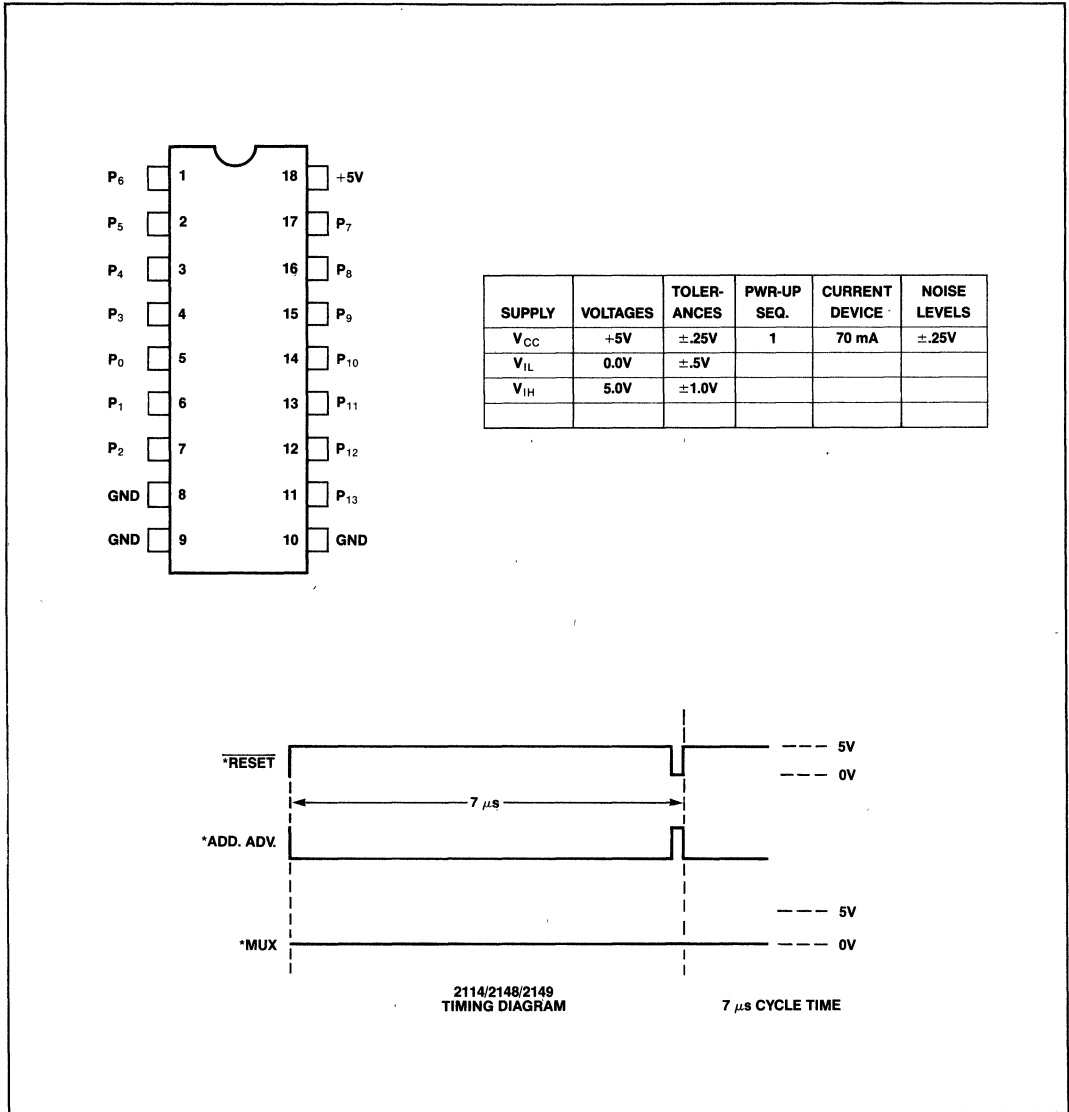 P6 1 18 +5V
P5 2 17 P7
P4 3 16 P8
P3 4 15 P9
P0 5 14 P10
P1 6 13 P11
P2 7 12 P12
GND 8 11 P13
GND 9 10 GND
SUPPLY VOLTAGES TOLER-ANCES PWR-UP SEQ. CURRENT DEVICE NOISE LEVELS
VCC +5V ±.25V 1 70 mA ±.25V
VIL 0.0V ±.5V
VIH 5.0V ±1.0V
*RESET 5V
0V
7 μs
*ADD. ADV.
5V
*MUX 0V
2114/2148/2149
TIMING DIAGRAM 7 μs CYCLE TIME